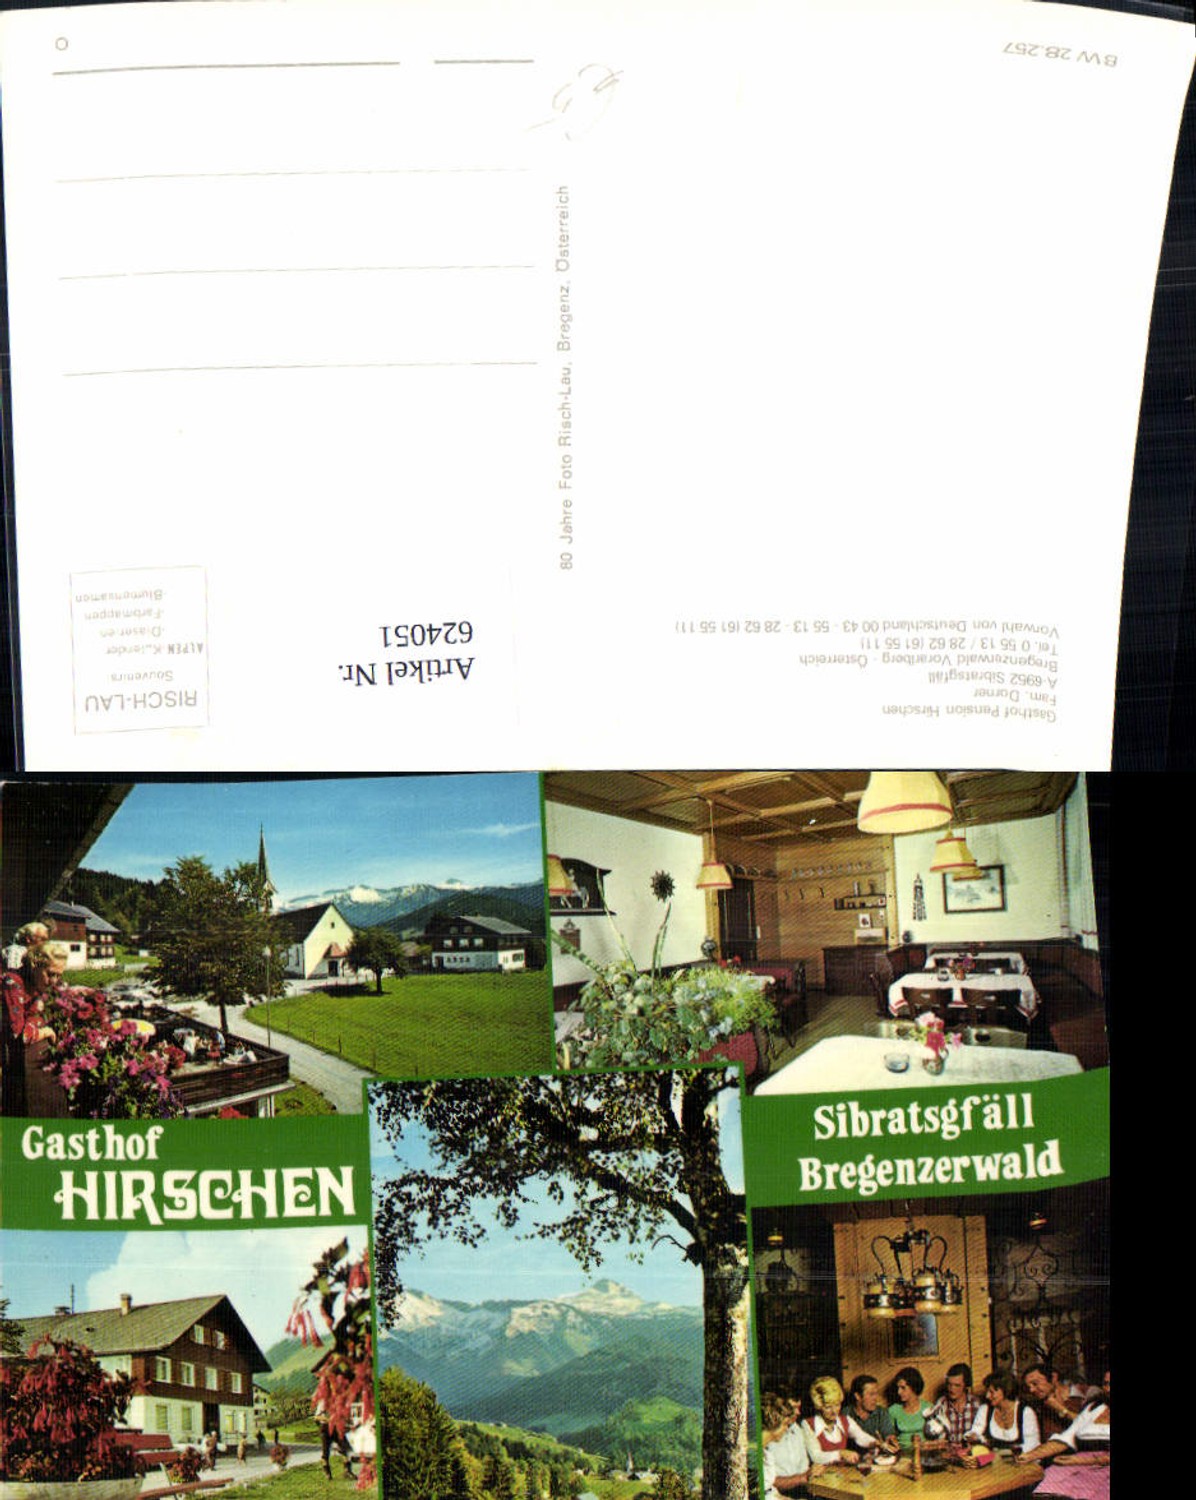 Gasthof Pension Hirschen
Fam. Dorner
A-6952 Sibratsgfäll
Bregenzerwald Vorarlberg - Österreich
Tel. 0 55 13 / 28 62 (61 55 11)
Vorwahl von Deutschland 00 43 - 55 13 - 28 62 (61 55 11)
BW 28.257
80 Jahre Foto Risch-Lau, Bregenz, Österreich
Artikel Nr.
624051
RISCH-LAU
Souvenirs:
ALPEN-Kalender
-Diaserien
-Farbmappen
-Blumensamen
O
Gasthof
HIRSCHEN
Sibratsgfäll
Bregenzerwald